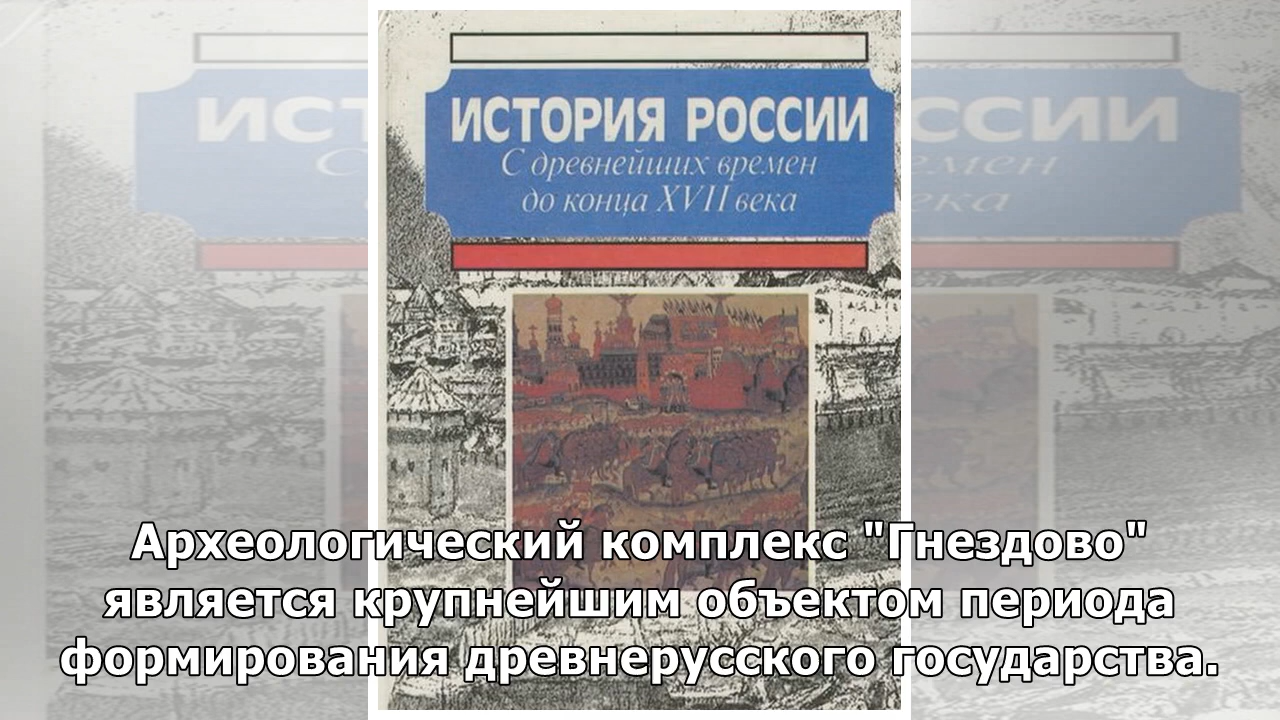 ИСТОРИЯ РОССИИ
С древнейших времен
до конца XVII века
Археологический комплекс "Гнездово"
является крупнейшим объектом периода
формирования древнерусского государства.